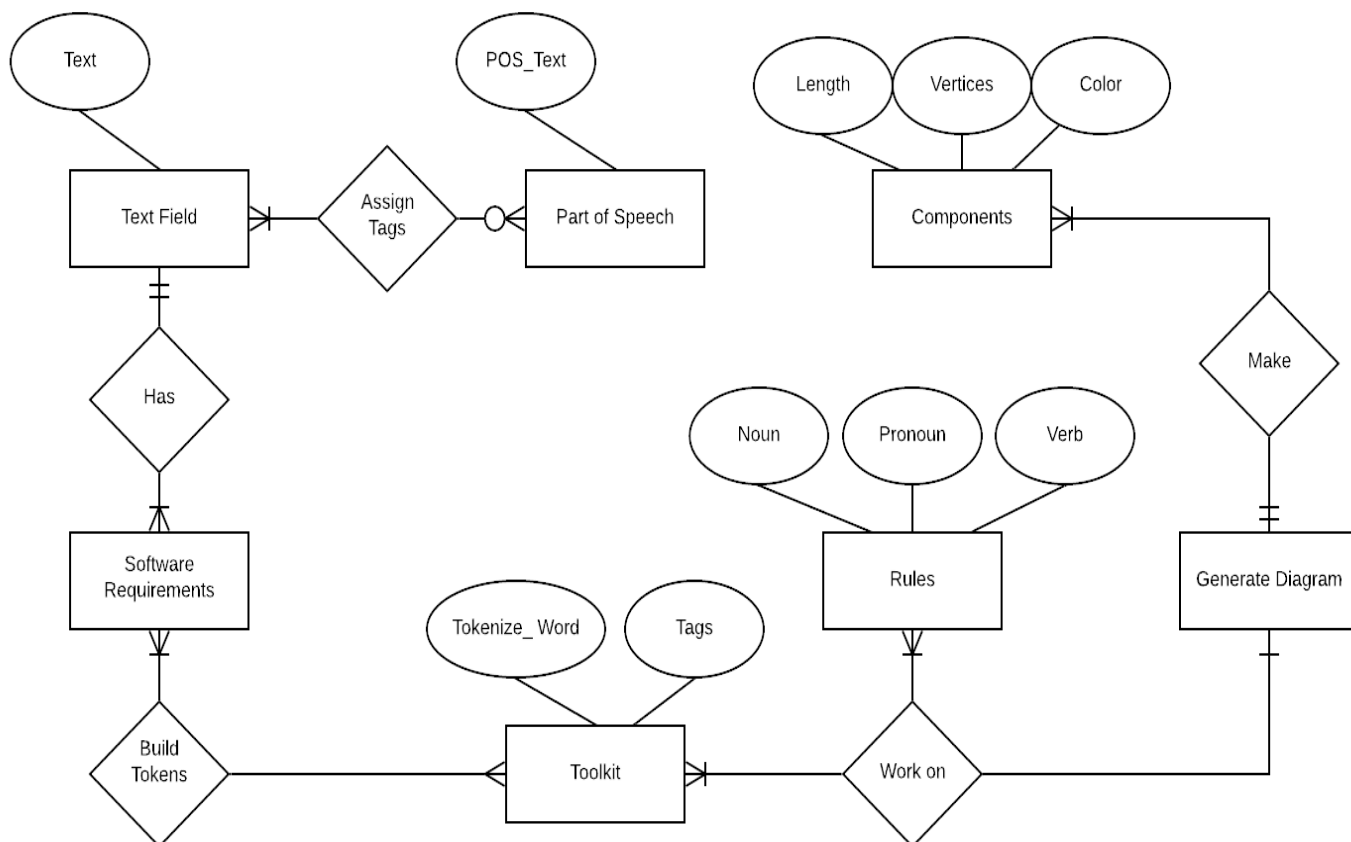 Text
POS_Text
Length
Vertices
Color
Text Field
Assign
Tags
Part of Speech
Components
Make
Has
Noun
Pronoun
Verb
Software
Requirements
Rules
Generate Diagram
Tokenize_ Word
Tags
Build
Tokens
Toolkit
Work on